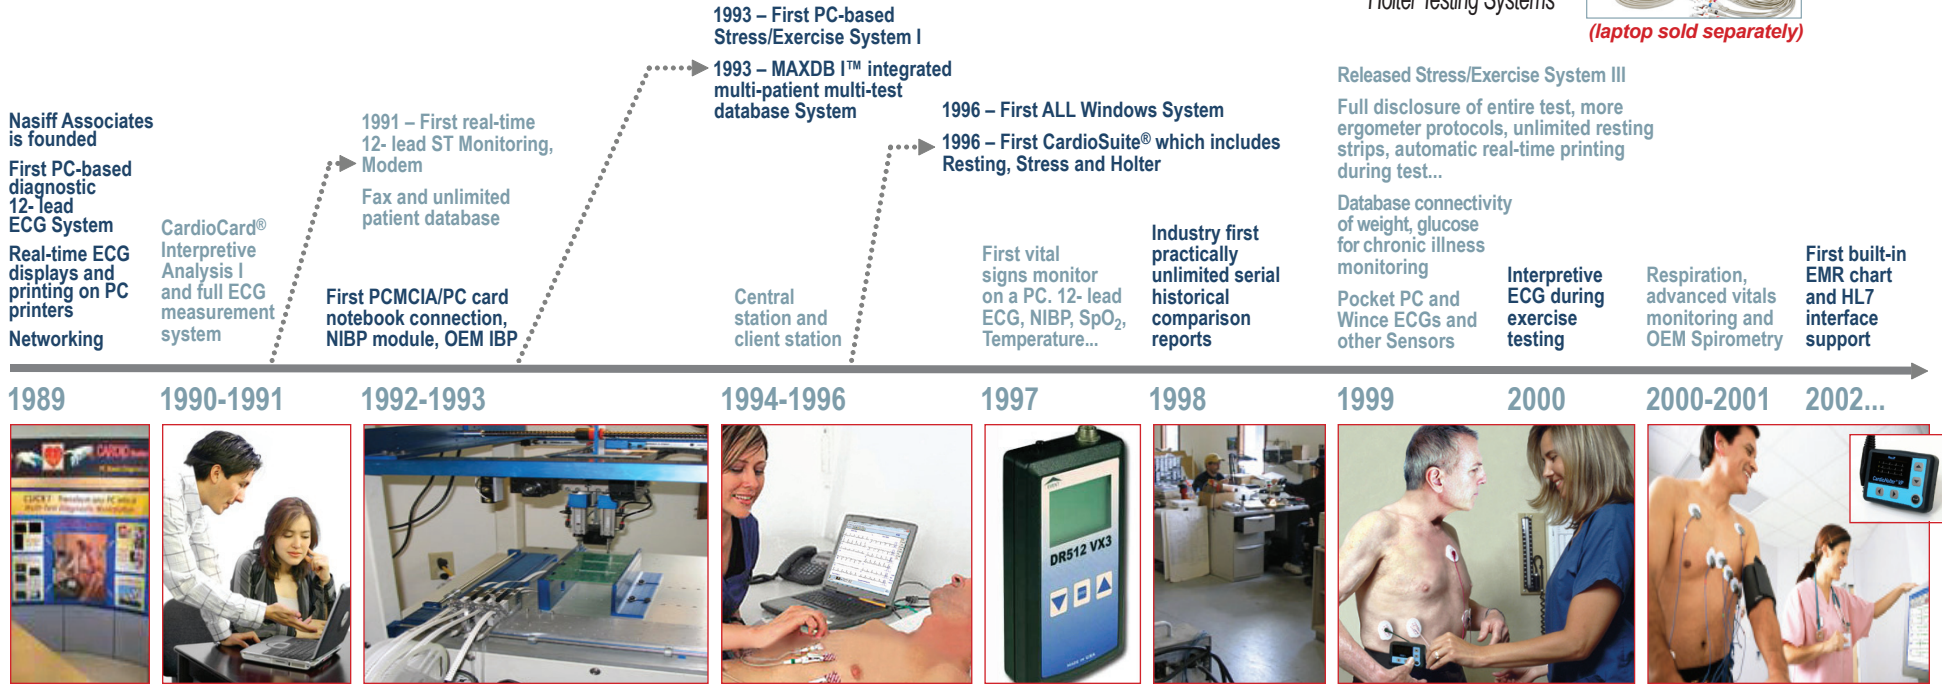 Holter Testing Systems
(laptop sold separately)
Nasiff Associates
is founded
First PC-based
diagnostic
12- lead
ECG System
Real-time ECG
displays and
printing on PC
printers
Networking
CardioCard®
Interpretive
Analysis I
and full ECG
measurement
system
1991 – First real-time
12- lead ST Monitoring,
Modem
Fax and unlimited
patient database
First PCMCIA/PC card
notebook connection,
NIBP module, OEM IBP
1993 – First PC-based
Stress/Exercise System I
1993 – MAXDB I™ integrated
multi-patient multi-test
database System
Central
station and
client station
1996 – First ALL Windows System
1996 – First CardioSuite® which includes
Resting, Stress and Holter
First vital
signs monitor
on a PC. 12- lead
ECG, NIBP, SpO₂,
Temperature...
Industry first
practically
unlimited serial
historical
comparison
reports
Released Stress/Exercise System III
Full disclosure of entire test, more
ergometer protocols, unlimited resting
strips, automatic real-time printing
during test...
Database connectivity
of weight, glucose
for chronic illness
monitoring
Pocket PC and
Wince ECGs and
other Sensors
Interpretive
ECG during
exercise
testing
Respiration,
advanced vitals
monitoring and
OEM Spirometry
First built-in
EMR chart
and HL7
interface
support
1989
1990-1991
1992-1993
1994-1996
1997
1998
1999
2000
2000-2001
2002...
CARDIO
DR512 VX3
MADE IN USA
CardioHolter™ XP